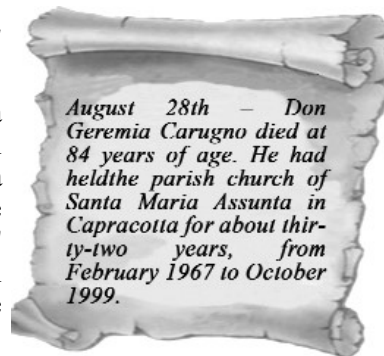 August 28th – Don
Geremia Carugno died at
84 years of age. He had
heldthe parish church of
Santa Maria Assunta in
Capracotta for about thir-
ty-two years, from
February 1967 to October
1999.